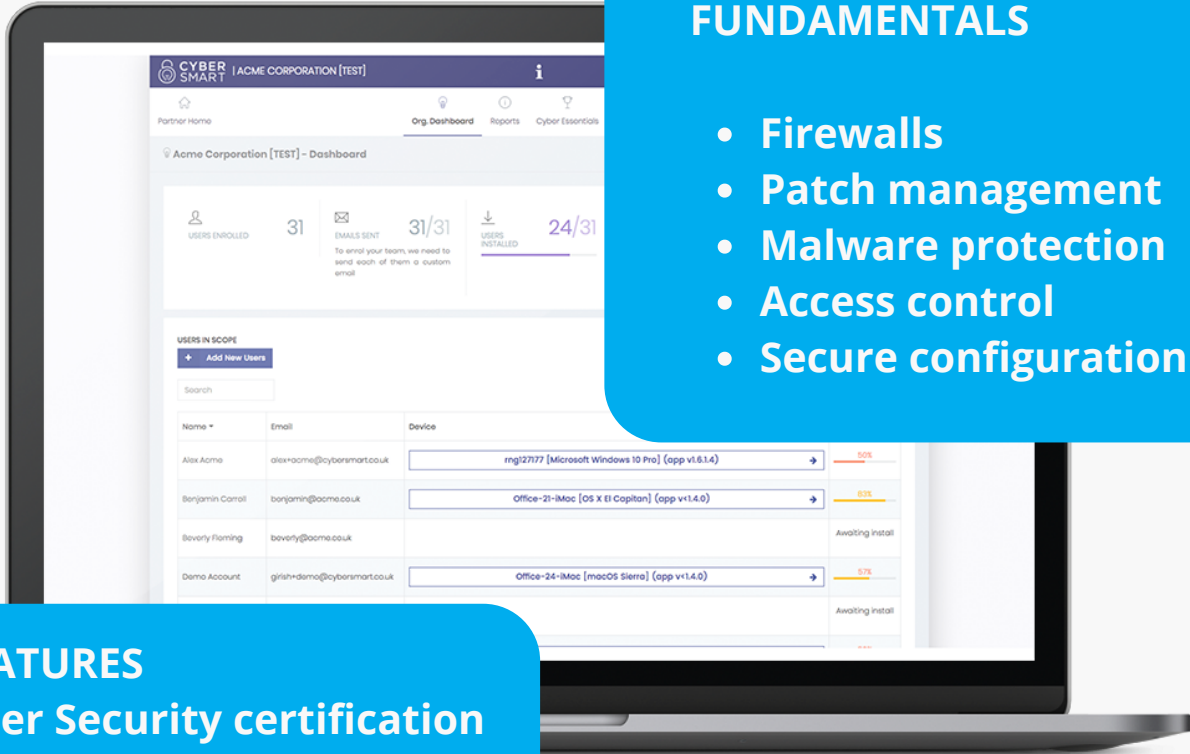 FUNDAMENTALS
Firewalls
Patch management
Malware protection
Access control
Secure configuration
CYBER
SMART | ACME CORPORATION [TEST]
Partner Home
Org. Dashboard
Reports
Cyber Essentials
Acme Corporation [TEST] - Dashboard
USERS ENROLLED
31
EMAILS SENT
31/31
To enrol your team, we need to
send each of them a custom
email
USERS
INSTALLED
24/31
USERS IN SCOPE
+ Add New Users
Search
Name Email Device
Alex Acme alex+acme@cybersmart.co.uk rng127177 [Microsoft Windows 10 Pro] (app v1.6.1.4) 50%
Benjamin Carroll benjamin@acme.co.uk Office-21-iMac [OS X El Capitan] (app v<1.4.0) 83%
Beverly Fleming beverly@acme.co.uk Awaiting install
Demo Account girish+demo@cybersmart.co.uk Office-24-iMac [macOS Sierra] (app v<1.4.0) 57%
Awaiting install
ATURES
er Security certification